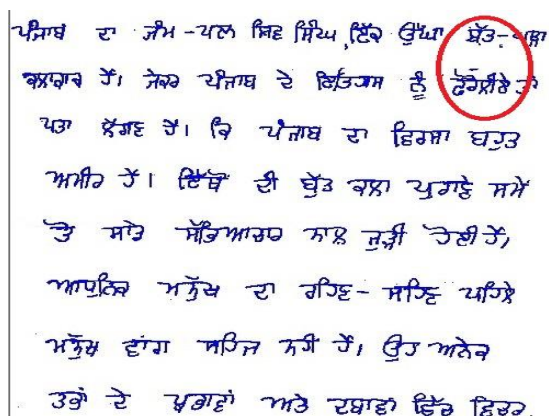 ਪੰਜਾਬ ਦਾ ਜੰਮ-ਪਲ ਸ਼ਿਵ ਸਿੰਘ, ਇੱਕ ਉੱਘਾ ਬੁੱਤ-ਕਲਾ
ਕਲਾਕਾਰ ਹੈ। ਜੇਕਰ ਪੰਜਾਬ ਦੇ ਇਤਿਹਾਸ ਨੂੰ ਫੋਰੋਲੀਏ ਤਾਂ
ਪਤਾ ਲੱਗਦਾ ਹੈ। ਕਿ ਪੰਜਾਬ ਦਾ ਵਿਰਸਾ ਬਹੁਤ
ਅਮੀਰ ਹੈ। ਇੱਥੋਂ ਦੀ ਬੁੱਤ ਕਲਾ ਪੁਰਾਣੇ ਸਮੇਂ
ਤੋਂ ਸਾਡੇ ਸੱਭਿਆਚਾਰ ਨਾਲ ਜੁੜੀ ਹੋਈ ਹੈ,
ਆਧੁਨਿਕ ਮਨੁੱਖ ਦਾ ਰਹਿਣ-ਸਹਿਣ ਪਹਿਲੇ
ਮਨੁੱਖ ਵਾਂਗ ਸਹਿਜ ਨਹੀਂ ਹੈ। ਉਹ ਅਨੇਕ
ਤਰਾਂ ਦੇ ਪ੍ਰਭਾਵਾਂ ਅਤੇ ਦਬਾਵਾਂ ਵਿੱਚ ਵਿਚਰ